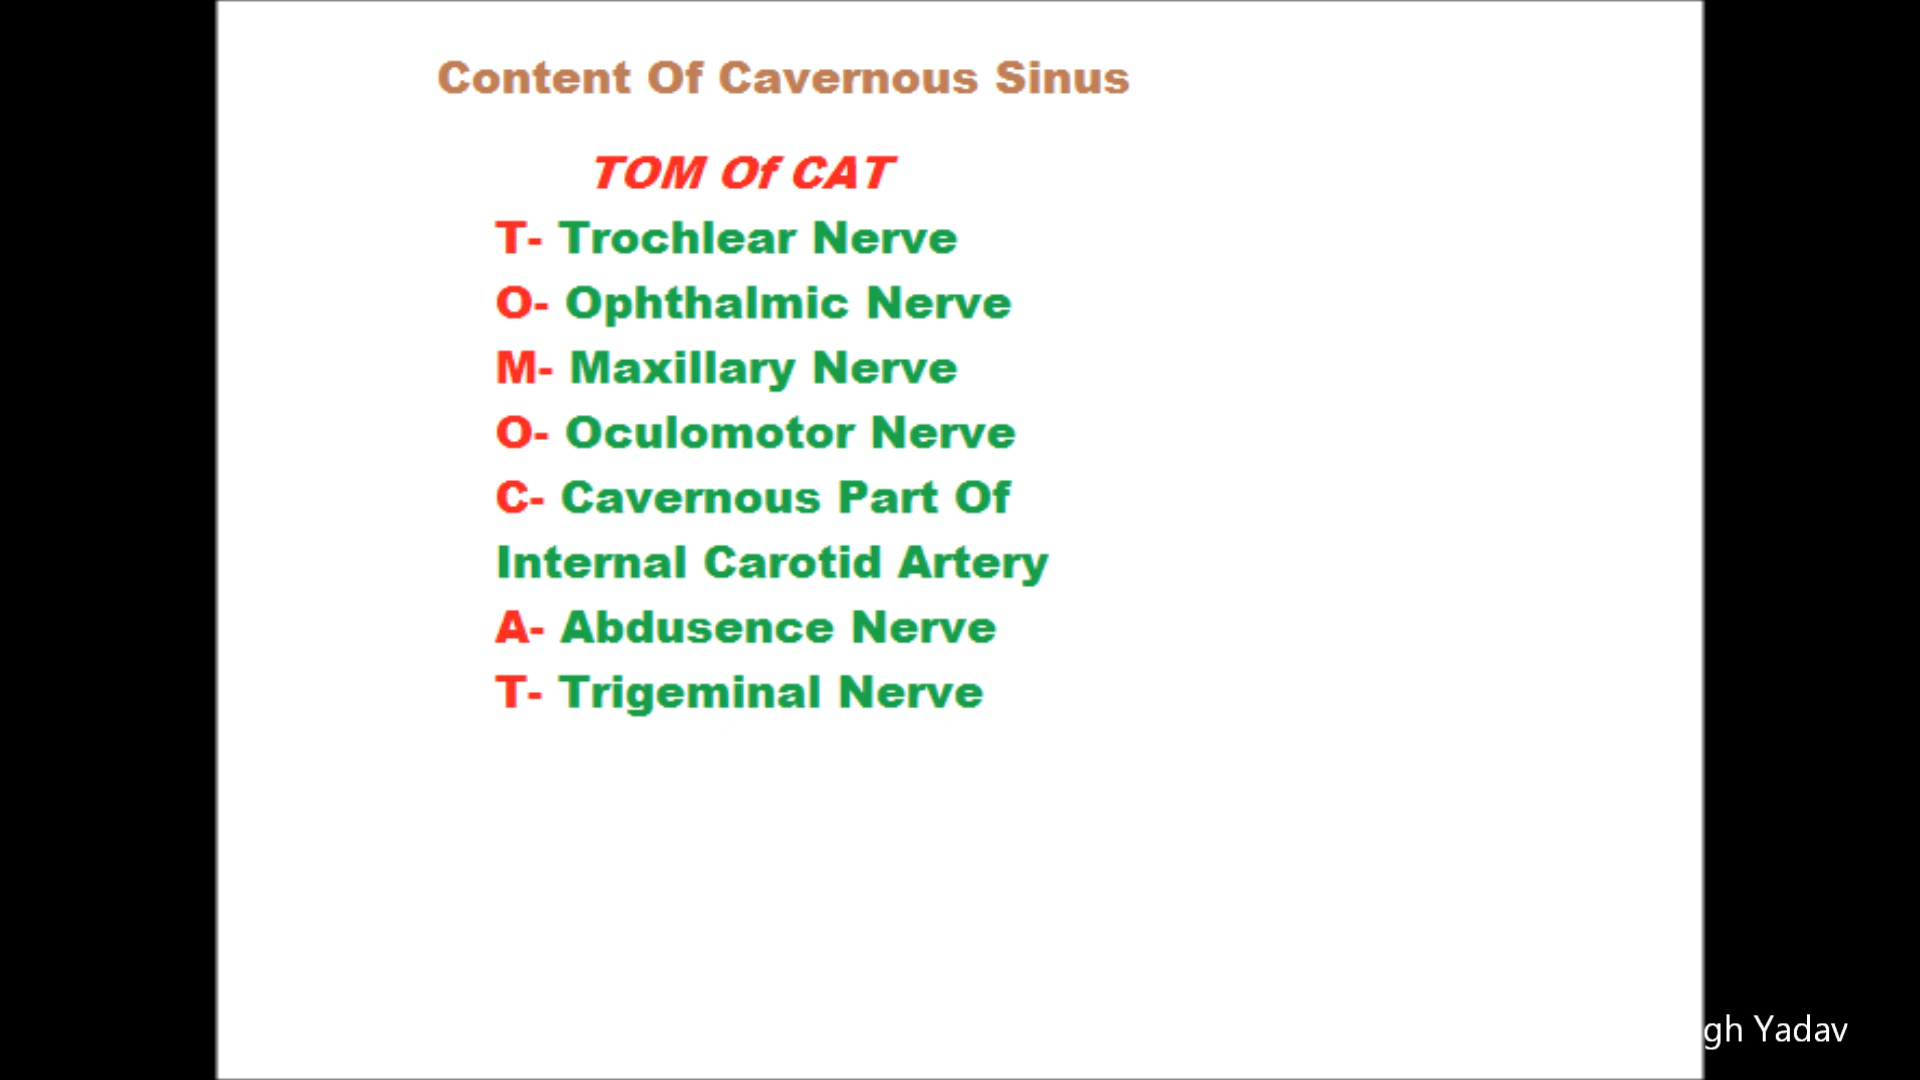 Content Of Cavernous Sinus
TOM Of CAT
T- Trochlear Nerve
O- Ophthalmic Nerve
M- Maxillary Nerve
O- Oculomotor Nerve
C- Cavernous Part Of
Internal Carotid Artery
A- Abdusence Nerve
T- Trigeminal Nerve
Yadav